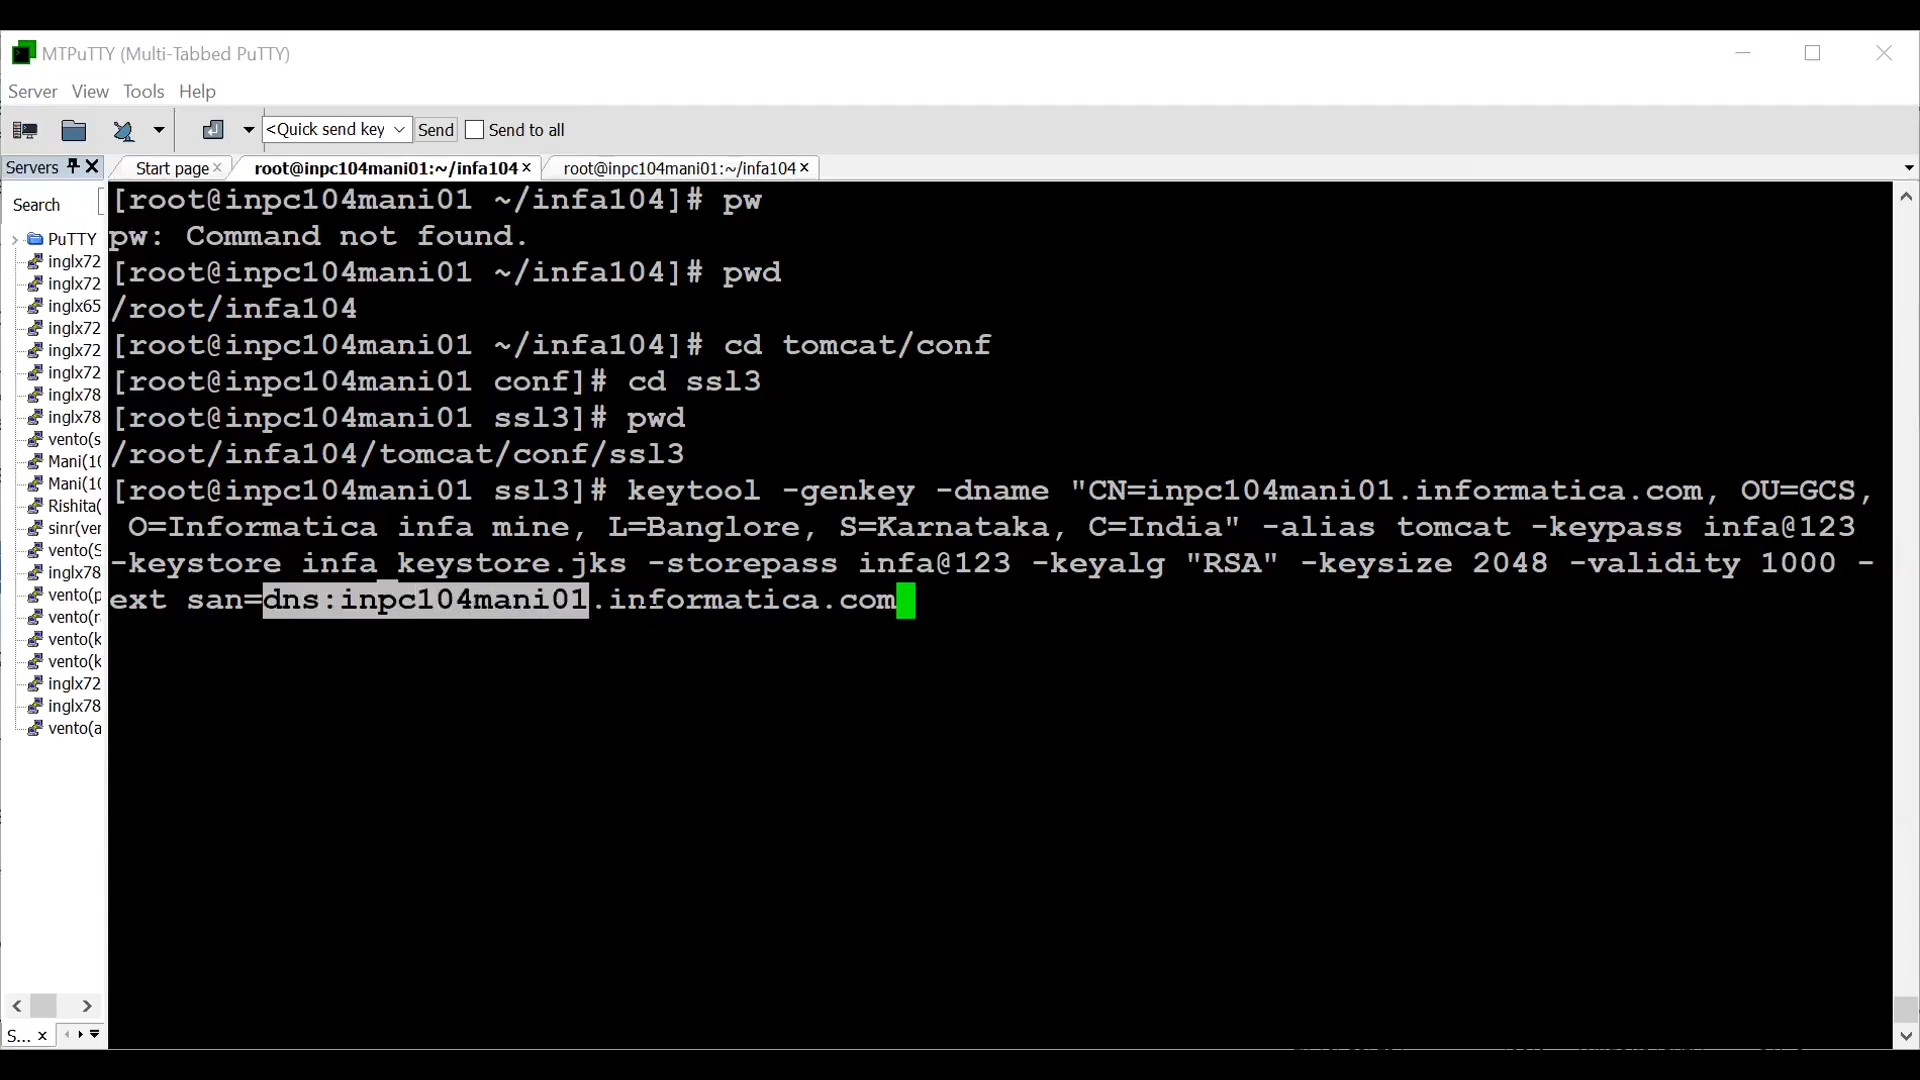 MTPuTTY (Multi-Tabbed PuTTY)
Server View Tools Help
<Quick send key Send Send to all
Servers Start page root@inpc104mani01:~/infa104 root@inpc104mani01:~/infa104
Search
PuTTY
inglx72
inglx72
inglx65
inglx72
inglx72
inglx72
inglx78
inglx78
vento(s
Mani(10
Mani(10
Rishita(
sinr(ver
vento(S
inglx78
vento(p
vento(ra
vento(k
vento(k
inglx72
inglx78
vento(a
S...
[root@inpc104mani01 ~/infa104]# pw
pw: Command not found.
[root@inpc104mani01 ~/infa104]# pwd
/root/infa104
[root@inpc104mani01 ~/infa104]# cd tomcat/conf
[root@inpc104mani01 conf]# cd ssl3
[root@inpc104mani01 ssl3]# pwd
/root/infa104/tomcat/conf/ssl3
[root@inpc104mani01 ssl3]# keytool -genkey -dname "CN=inpc104mani01.informatica.com, OU=GCS,
O=Informatica infa mine, L=Banglore, S=Karnataka, C=India" -alias tomcat -keypass infa@123
-keystore infa_keystore.jks -storepass infa@123 -keyalg "RSA" -keysize 2048 -validity 1000 -
ext san=dns:inpc104mani01.informatica.com